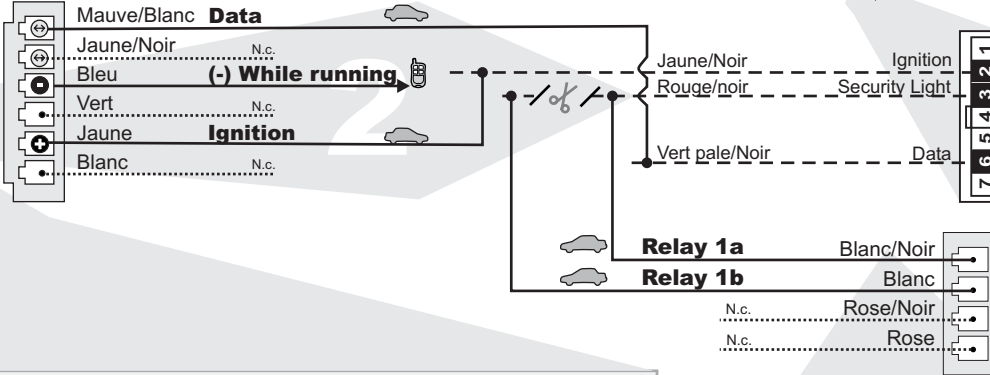 Mauve/Blanc Data
Jaune/Noir N.c.
Bleu (-) While running
Vert N.c.
Jaune Ignition
Blanc N.c.
2
Jaune/Noir Ignition
Rouge/noir Security Light
Vert pale/Noir Data
1
2
3
4
5
6
7
Relay 1a Blanc/Noir
Relay 1b Blanc
N.c. Rose/Noir
N.c. Rose